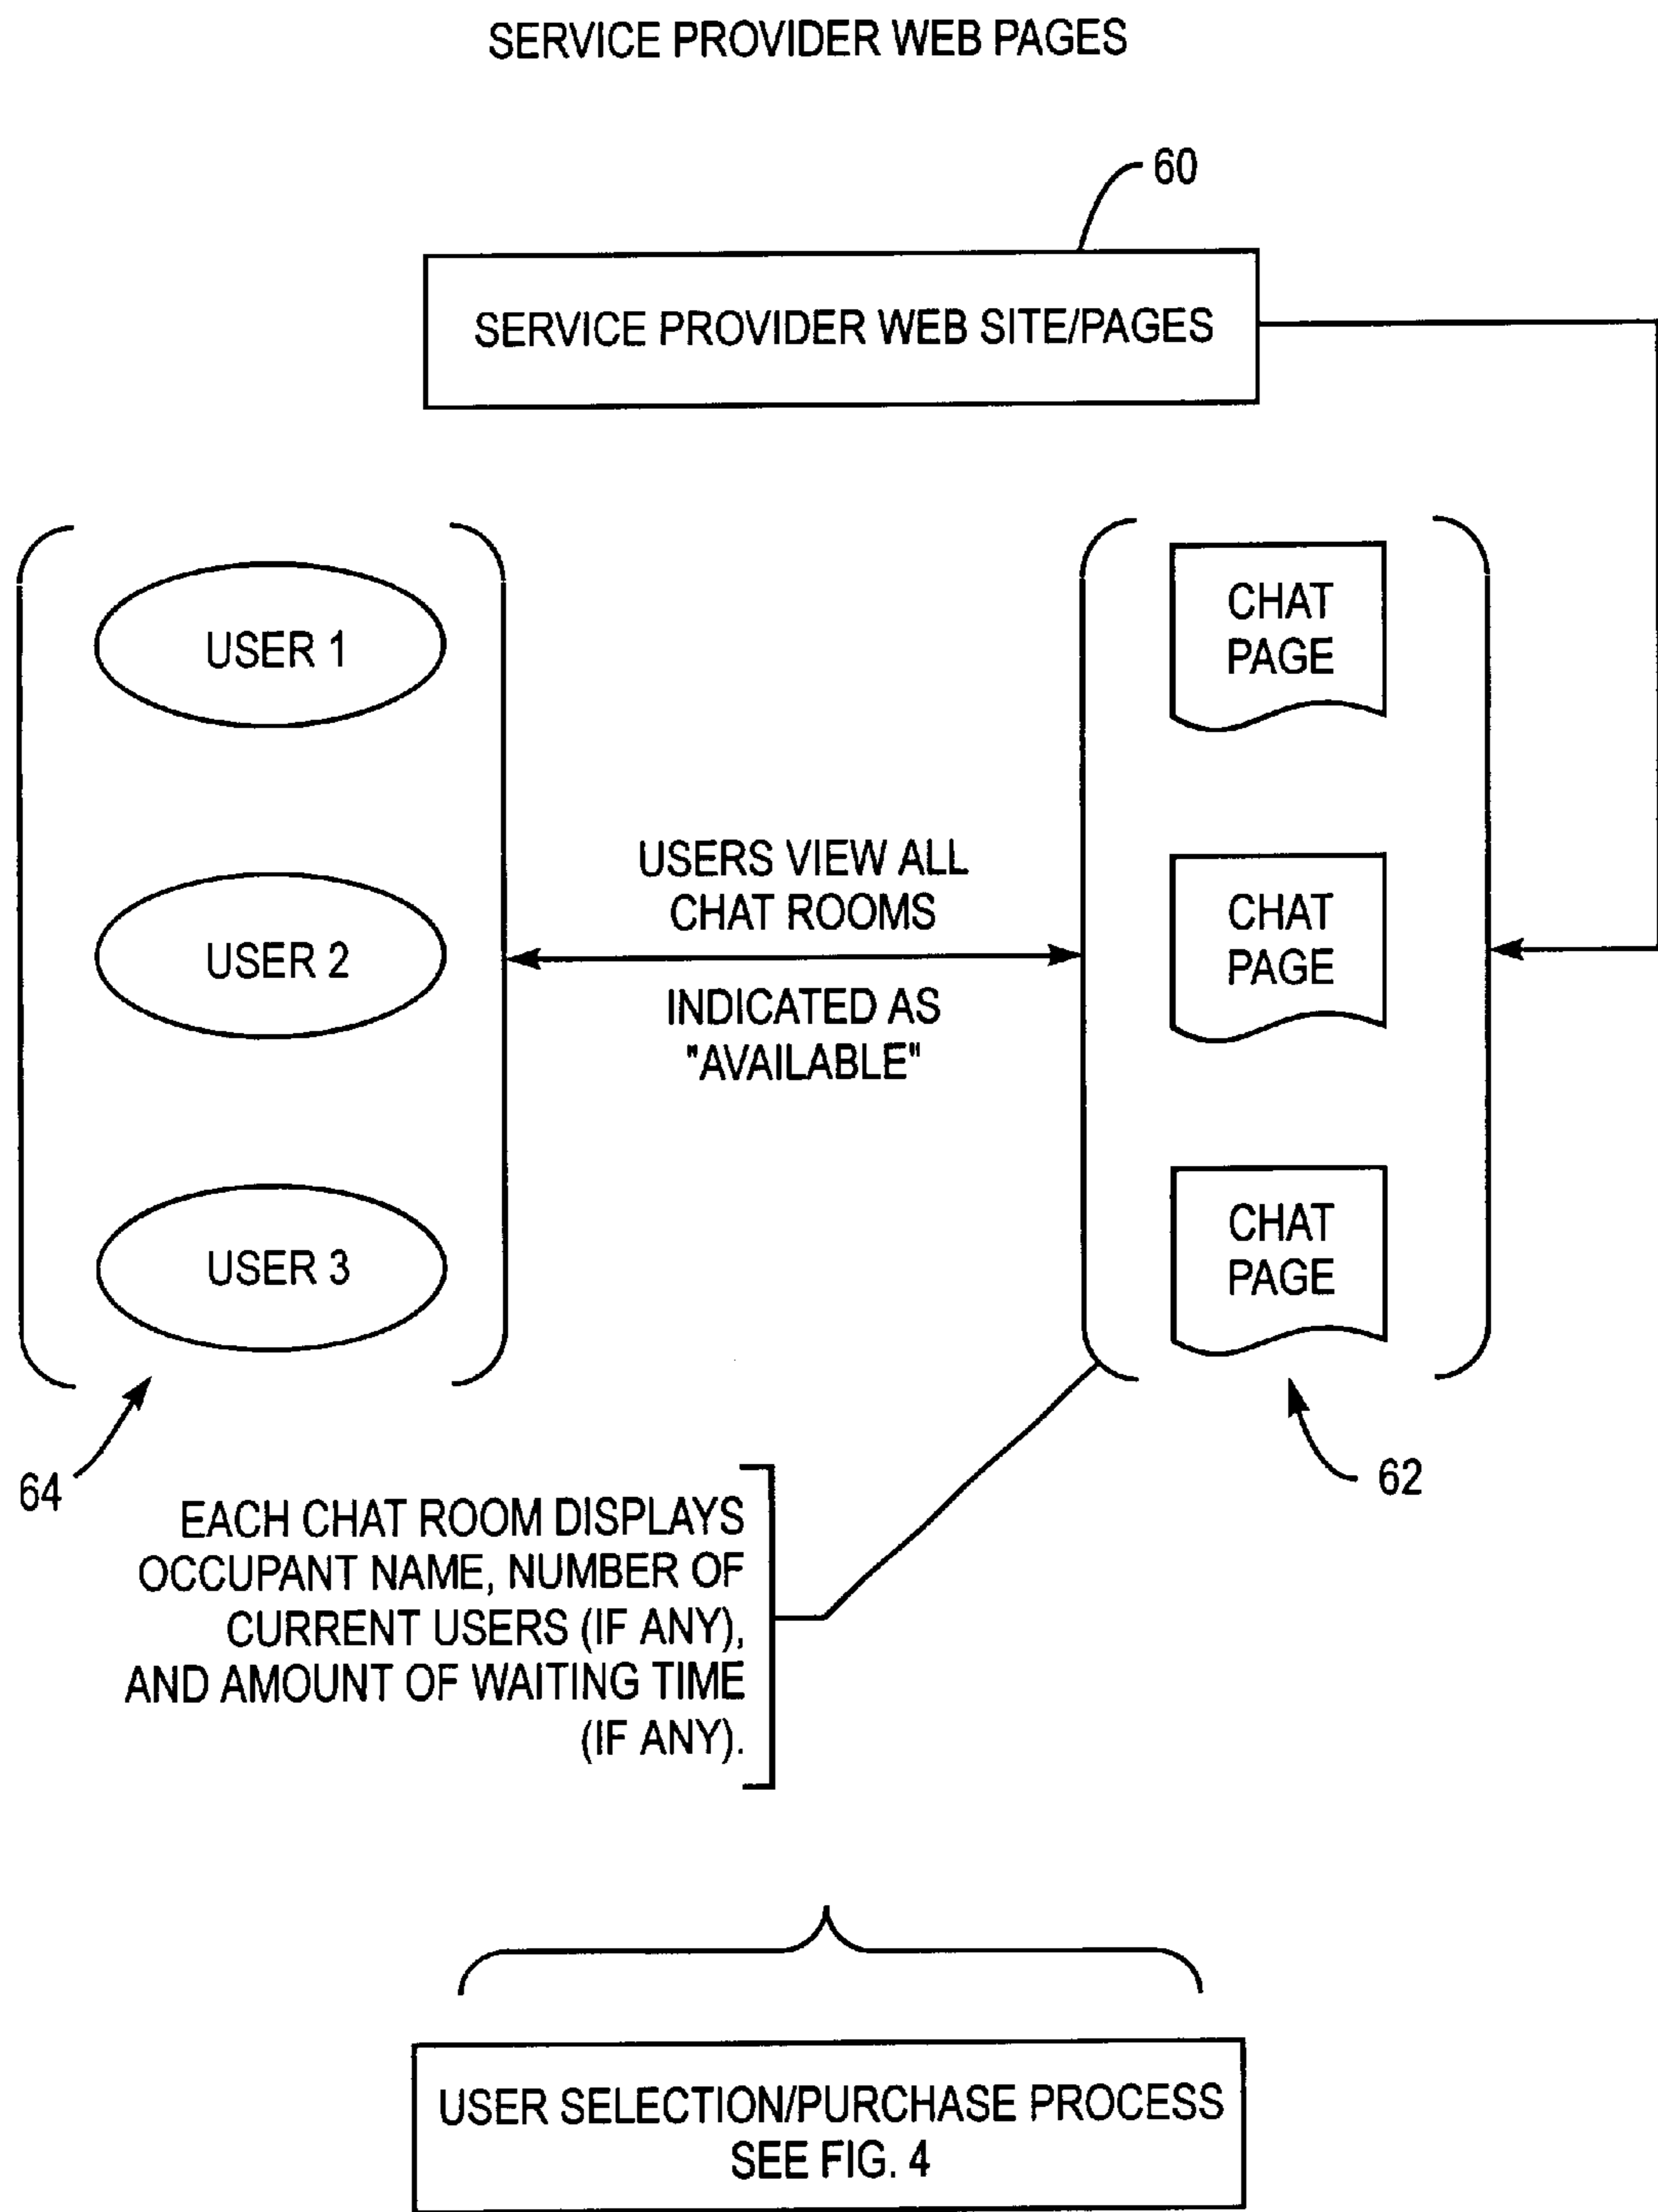 SERVICE PROVIDER WEB PAGES
60
SERVICE PROVIDER WEB SITE/PAGES
USER 1
USER 2
USER 3
USERS VIEW ALL
CHAT ROOMS
INDICATED AS
"AVAILABLE"
CHAT
PAGE
CHAT
PAGE
CHAT
PAGE
64
62
EACH CHAT ROOM DISPLAYS
OCCUPANT NAME, NUMBER OF
CURRENT USERS (IF ANY),
AND AMOUNT OF WAITING TIME
(IF ANY).
USER SELECTION/PURCHASE PROCESS
SEE FIG. 4